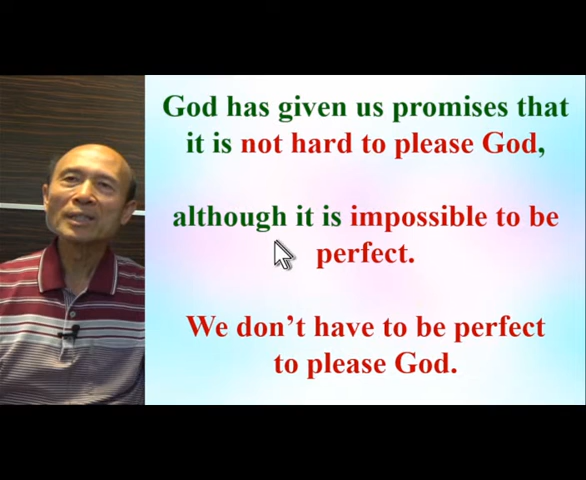 God has given us promises that
it is not hard to please God,
although it is impossible to be
perfect.
We don't have to be perfect
to please God.